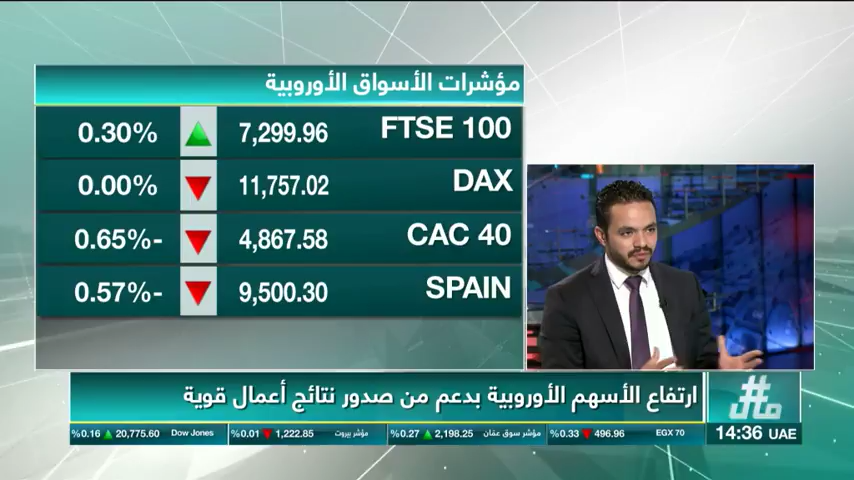 مؤشرات الأسواق الأوروبية
FTSE 100 7,299.96 0.30%
DAX 11,757.02 0.00%
CAC 40 4,867.58 0.65%-
SPAIN 9,500.30 0.57%-
ارتفاع الأسهم الأوروبية بدعم من صدور نتائج أعمال قوية
#مال
%0.16 20,775.60 Dow Jones %0.01 1,222.85 مؤشر بيروت %0.27 2,198.25 مؤشر سوق عمّان %0.33 496.96 EGX 70 14:36 UAE